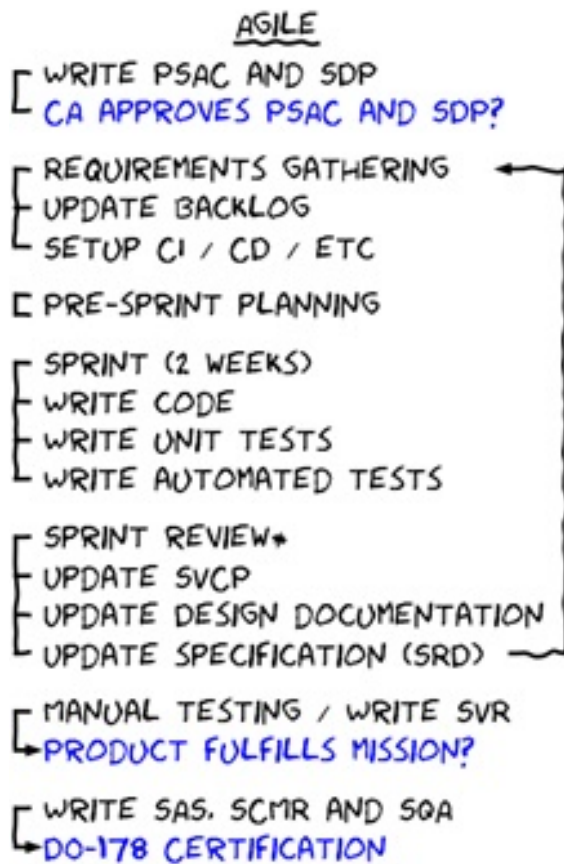 AGILE
WRITE PSAC AND SDP
CA APPROVES PSAC AND SDP?
REQUIREMENTS GATHERING
UPDATE BACKLOG
SETUP CI / CD / ETC
PRE-SPRINT PLANNING
SPRINT (2 WEEKS)
WRITE CODE
WRITE UNIT TESTS
WRITE AUTOMATED TESTS
SPRINT REVIEW*
UPDATE SVCP
UPDATE DESIGN DOCUMENTATION
UPDATE SPECIFICATION (SRD)
MANUAL TESTING / WRITE SVR
PRODUCT FULFILLS MISSION?
WRITE SAS, SCMR AND SQA
DO-178 CERTIFICATION